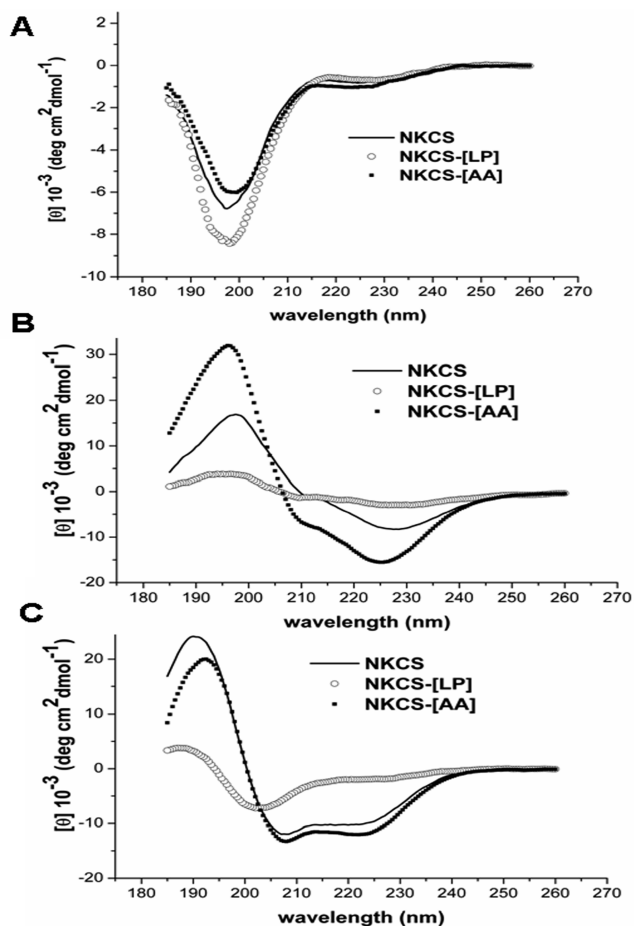 A
2
0
-2
-4
-6
-8
-10
[θ] 10⁻³ (deg cm²dmol⁻¹)
NKCS
NKCS-[LP]
NKCS-[AA]
180 190 200 210 220 230 240 250 260 270
wavelength (nm)
B
30
20
10
0
-10
-20
[θ] 10⁻³ (deg cm²dmol⁻¹)
NKCS
NKCS-[LP]
NKCS-[AA]
180 190 200 210 220 230 240 250 260 270
wavelength (nm)
C
20
10
0
-10
-20
[θ] 10⁻³ (deg cm²dmol⁻¹)
NKCS
NKCS-[LP]
NKCS-[AA]
180 190 200 210 220 230 240 250 260 270
wavelength (nm)